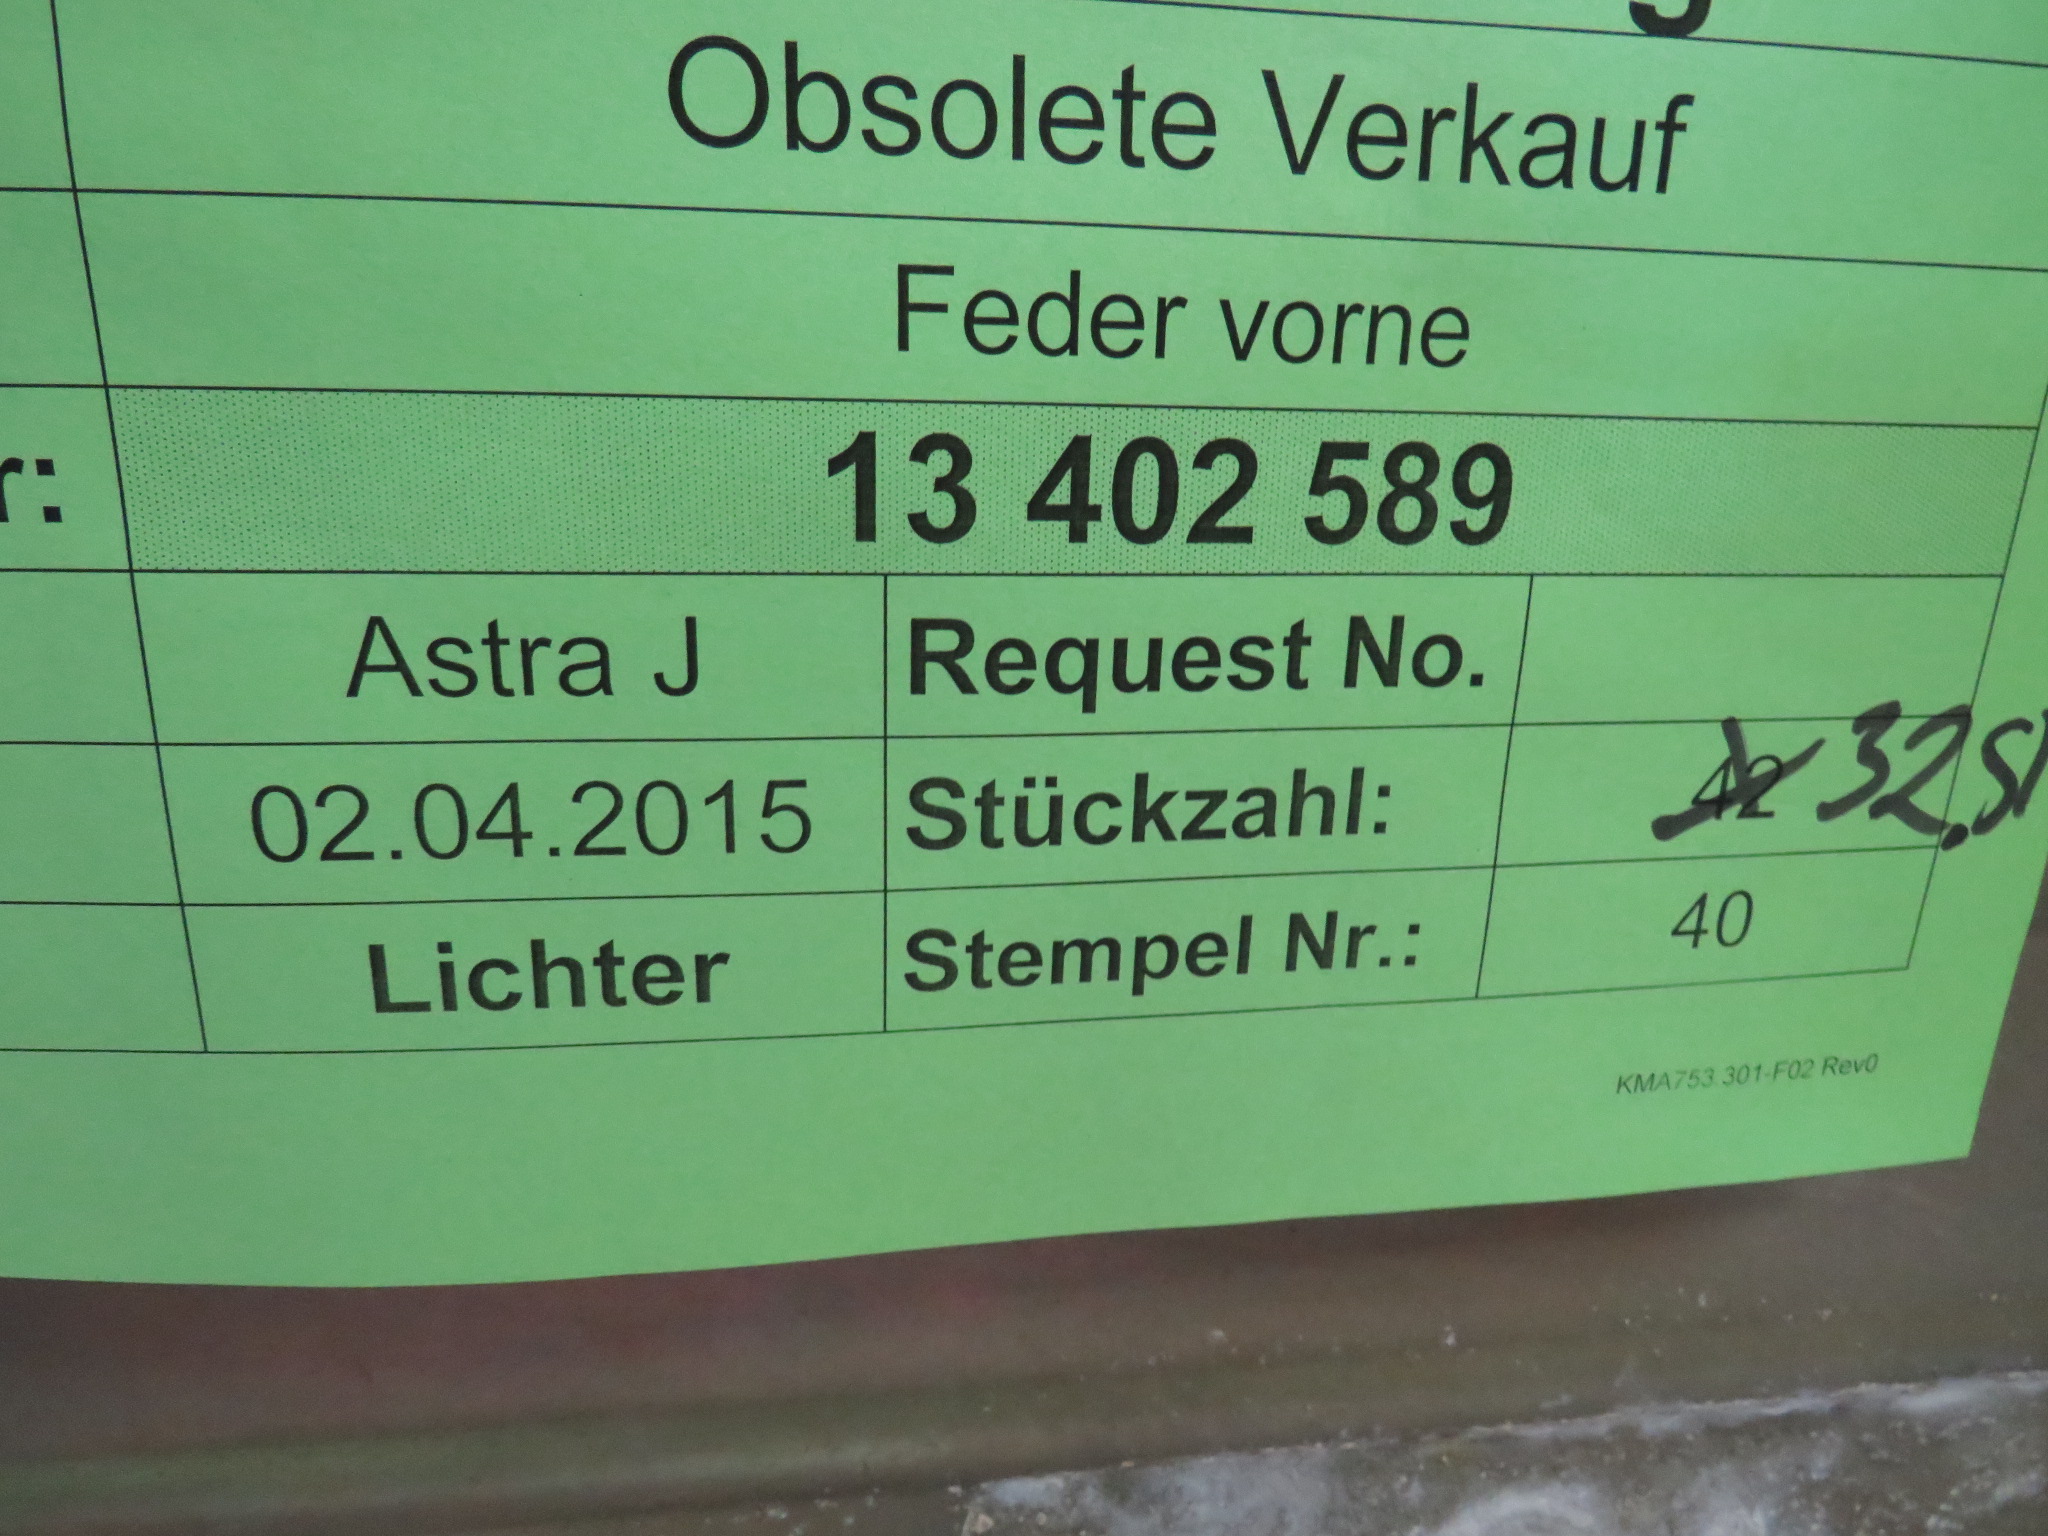 Obsolete Verkauf
Feder vorne
r: 13 402 589
Astra J Request No.
02.04.2015 Stückzahl: 42 32.
Lichter Stempel Nr.: 40
KMA753.301-F02 Rev0